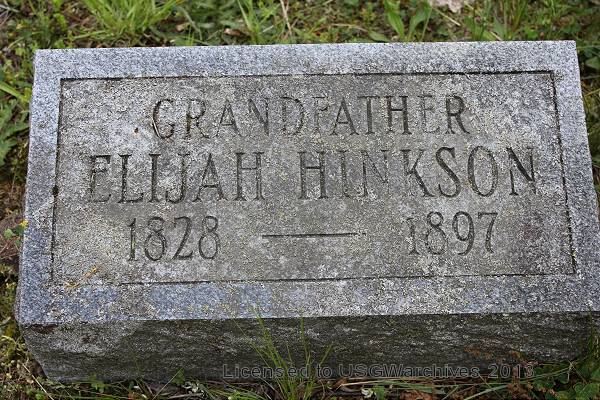 GRANDFATHER
ELIJAH HINKSON
1828 — 1897
Licensed to USGWarchives 2013